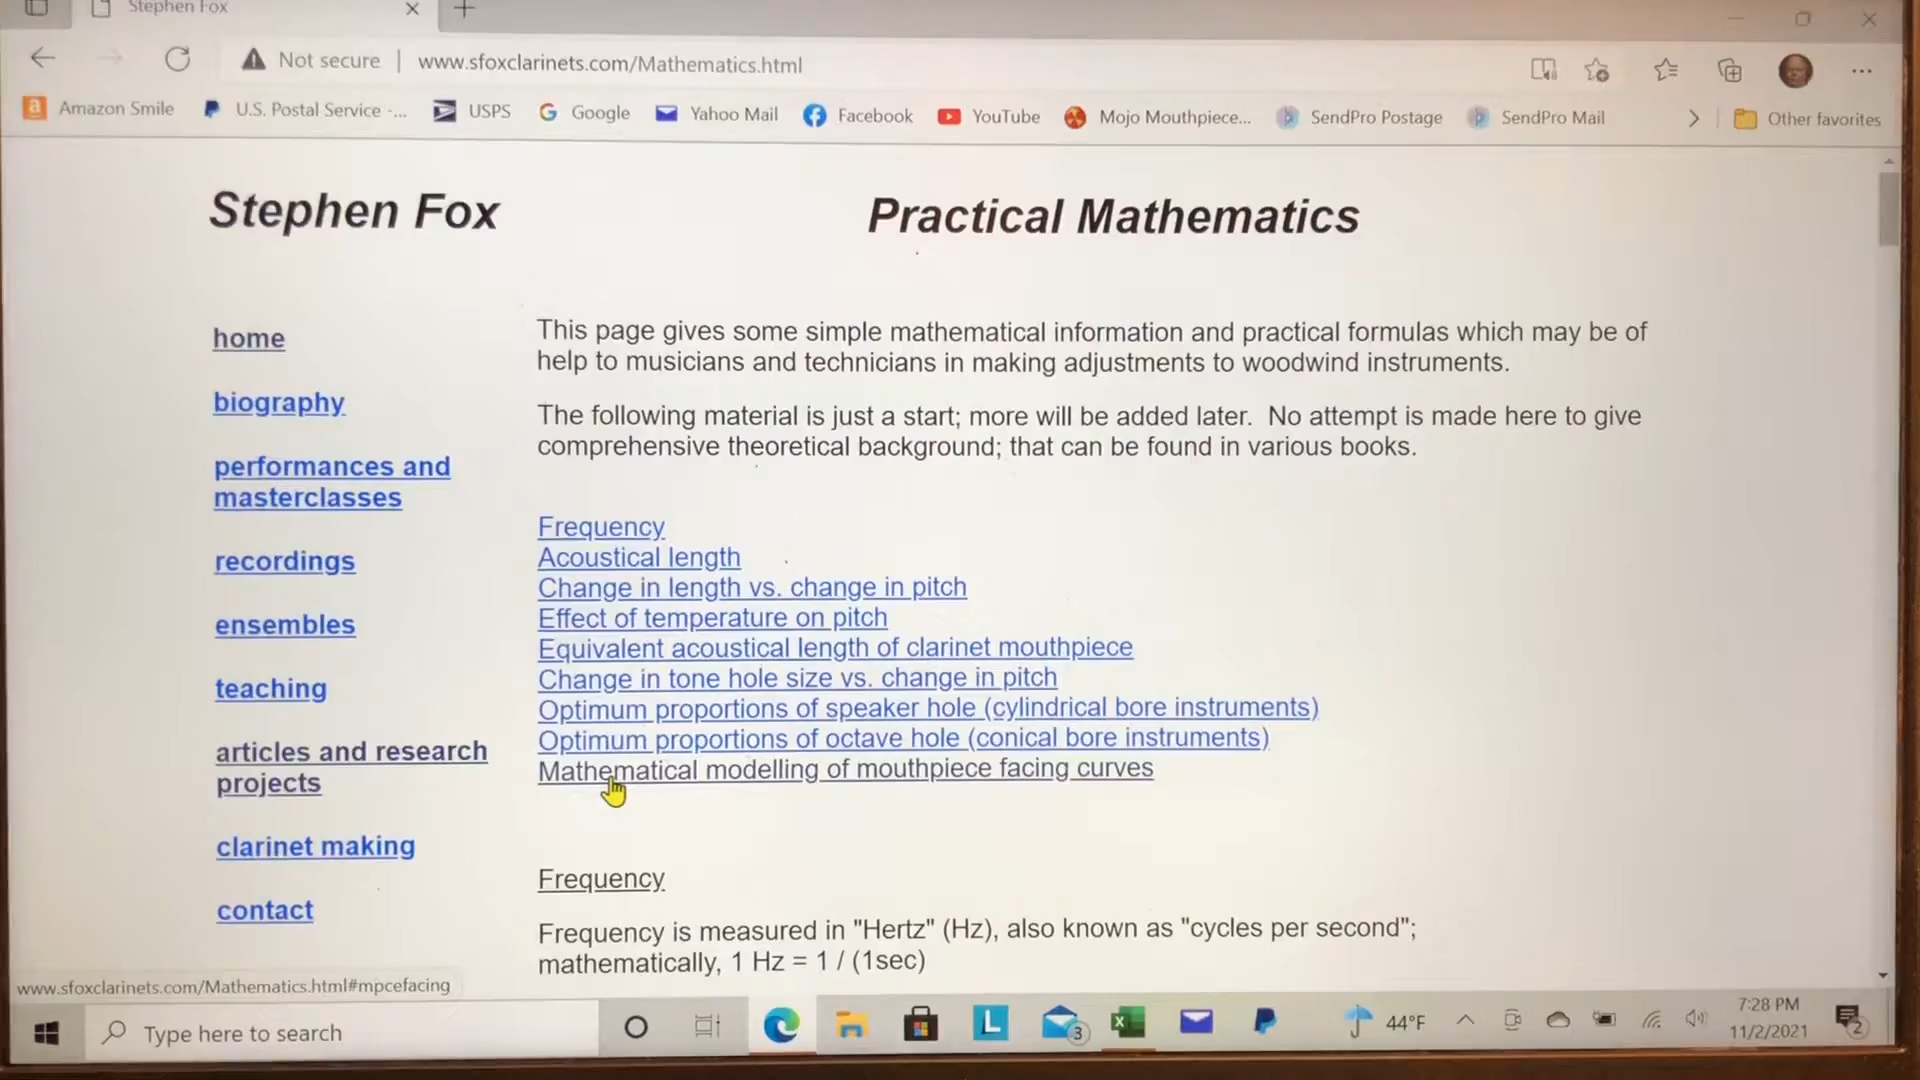 Stephen Fox
Not secure | www.sfoxclarinets.com/Mathematics.html
Amazon Smile
U.S. Postal Service -...
USPS
Google
Yahoo Mail
Facebook
YouTube
Mojo Mouthpiece...
SendPro Postage
SendPro Mail
Other favorites
Stephen Fox
Practical Mathematics
home
biography
performances and
masterclasses
recordings
ensembles
teaching
articles and research
projects
clarinet making
contact
This page gives some simple mathematical information and practical formulas which may be of
help to musicians and technicians in making adjustments to woodwind instruments.
The following material is just a start; more will be added later.  No attempt is made here to give
comprehensive theoretical background; that can be found in various books.
Frequency
Acoustical length
Change in length vs. change in pitch
Effect of temperature on pitch
Equivalent acoustical length of clarinet mouthpiece
Change in tone hole size vs. change in pitch
Optimum proportions of speaker hole (cylindrical bore instruments)
Optimum proportions of octave hole (conical bore instruments)
Mathematical modelling of mouthpiece facing curves
Frequency
Frequency is measured in "Hertz" (Hz), also known as "cycles per second";
mathematically, 1 Hz = 1 / (1sec)
www.sfoxclarinets.com/Mathematics.html#mpcefacing
Type here to search
L
3
X
44°F
7:28 PM
11/2/2021
2